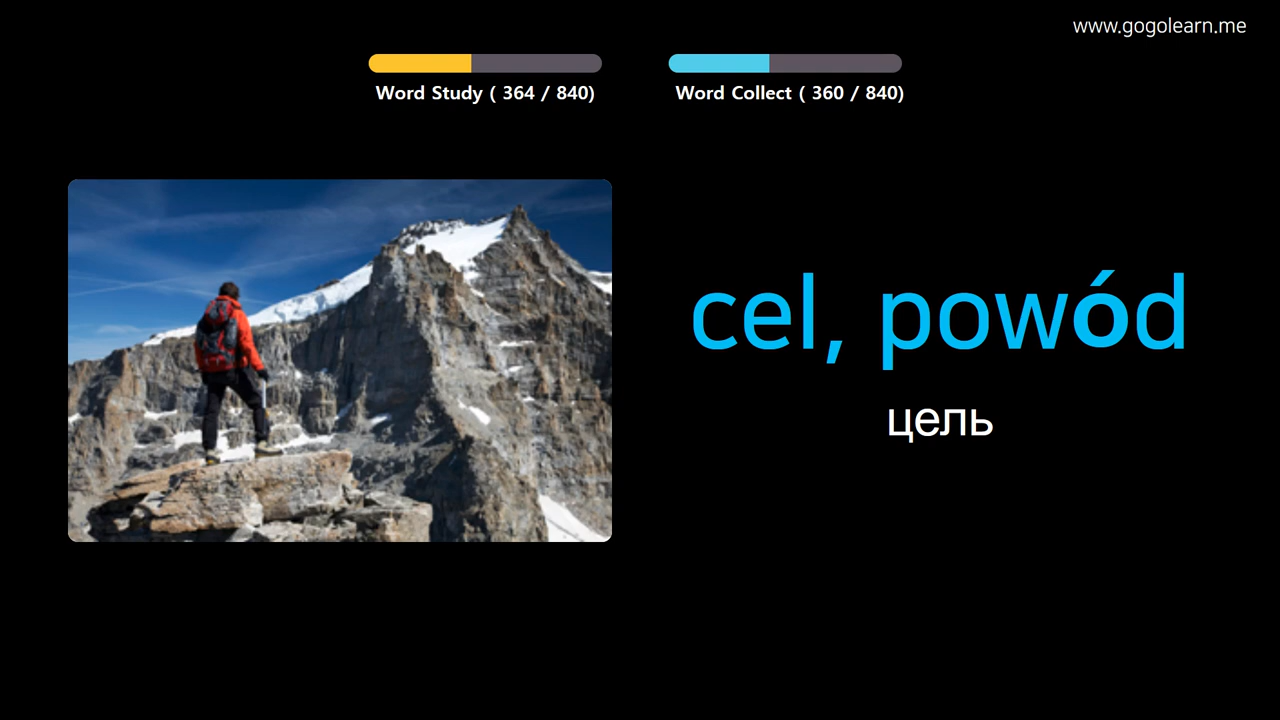 www.gogolearn.me
Word Study ( 364 / 840)
Word Collect ( 360 / 840)
cel, powód
цель